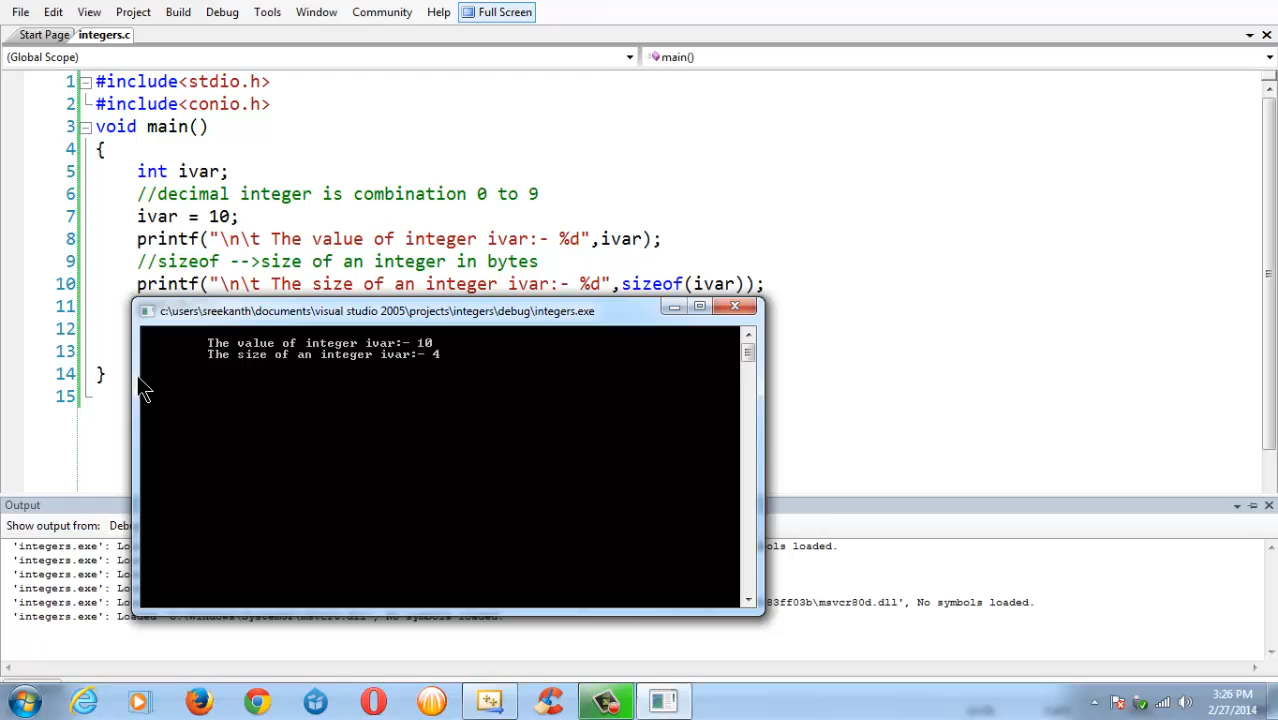 File Edit View Project Build Debug Tools Window Community Help Full Screen
Start Page integers.c
(Global Scope) main()
1 #include<stdio.h>
2 #include<conio.h>
3 void main()
4 {
5 int ivar;
6 //decimal integer is combination 0 to 9
7 ivar = 10;
8 printf("\n\t The value of integer ivar:- %d",ivar);
9 //sizeof -->size of an integer in bytes
10 printf("\n\t The size of an integer ivar:- %d",sizeof(ivar));
11
12
13
14 }
15
c:\users\sreekanth\documents\visual studio 2005\projects\integers\debug\integers.exe
The value of integer ivar:- 10
The size of an integer ivar:- 4
Output
Show output from:
'integers.exe': loaded.
'integers.exe':
'integers.exe':
'integers.exe':
'integers.exe': 83ff03b\msvcr80d.dll', No symbols loaded.
'integers.exe': No symbols loaded.
3:26 PM
2/27/2014